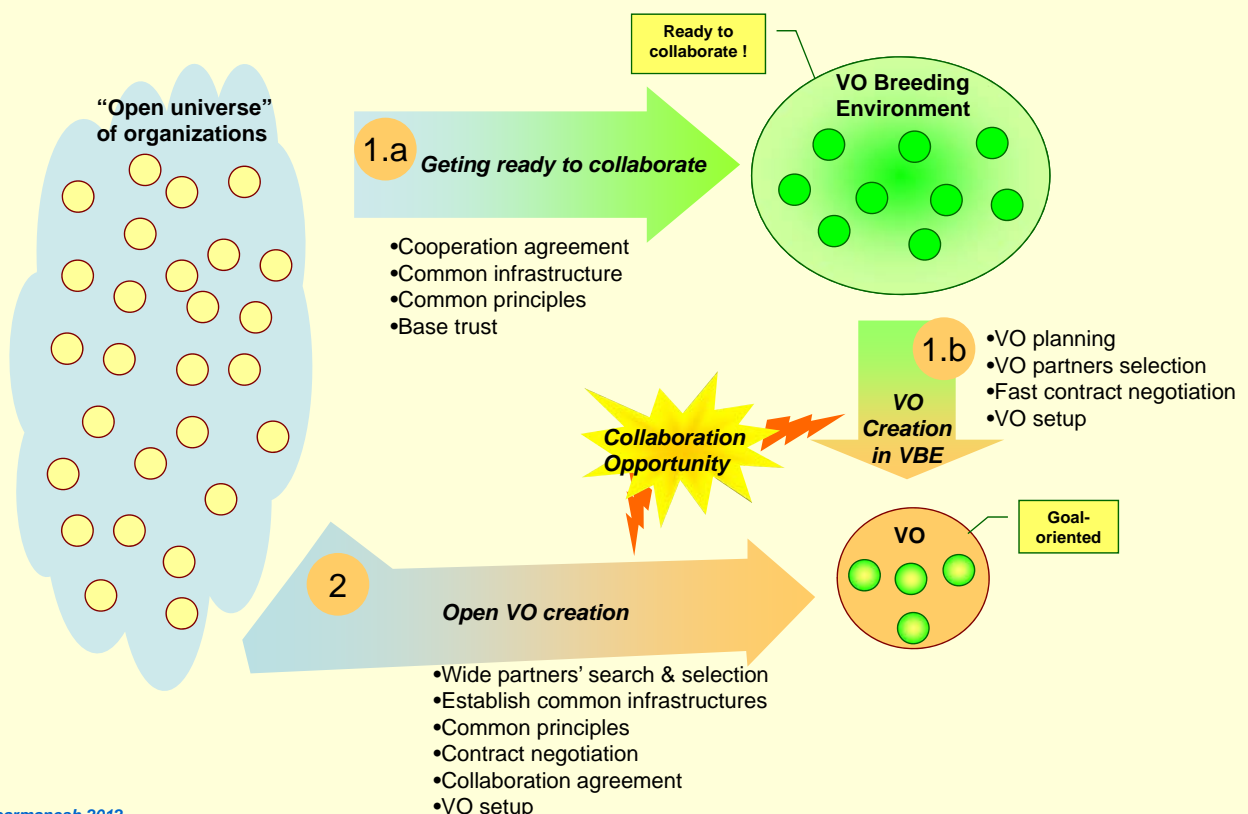 Ready to
collaborate !
“Open universe”
of organizations
VO Breeding
Environment
1.a
Geting ready to collaborate
•Cooperation agreement
•Common infrastructure
•Common principles
•Base trust
1.b
•VO planning
•VO partners selection
•Fast contract negotiation
•VO setup
VO
Creation
in VBE
Collaboration
Opportunity
Goal-
oriented
VO
2
Open VO creation
•Wide partners’ search & selection
•Establish common infrastructures
•Common principles
•Contract negotiation
•Collaboration agreement
•VO setup
2012